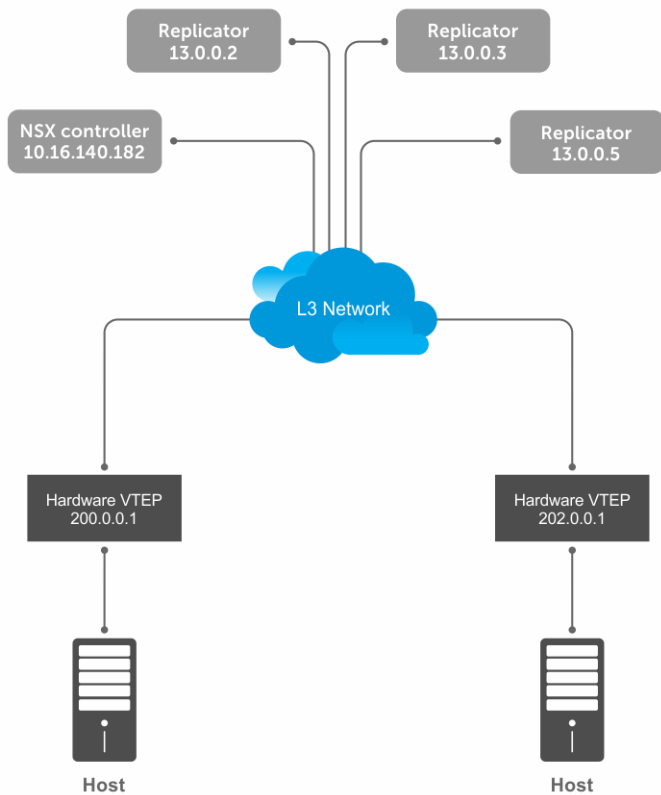 Replicator
13.0.0.2
Replicator
13.0.0.3
NSX controller
10.16.140.182
Replicator
13.0.0.5
L3 Network
Hardware VTEP
200.0.0.1
Hardware VTEP
202.0.0.1
Host
Host